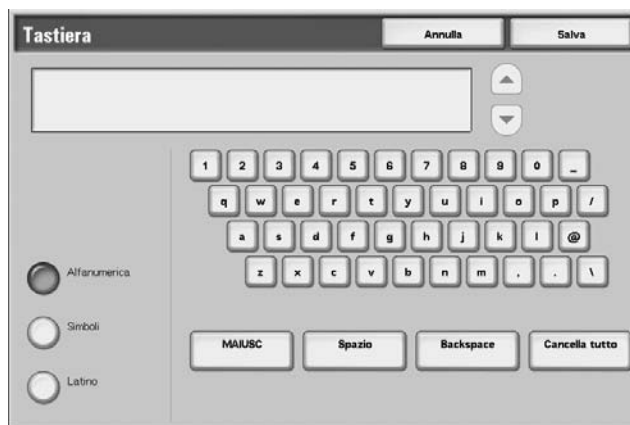 Tastiera Annulla Salva
1 2 3 4 5 6 7 8 9 0 _
q w e r t y u i o p /
a s d f g h j k l @
z x c v b n m , . \
Alfanumerica
Simboli
Latino
MAIUSC Spazio Backspace Cancella tutto